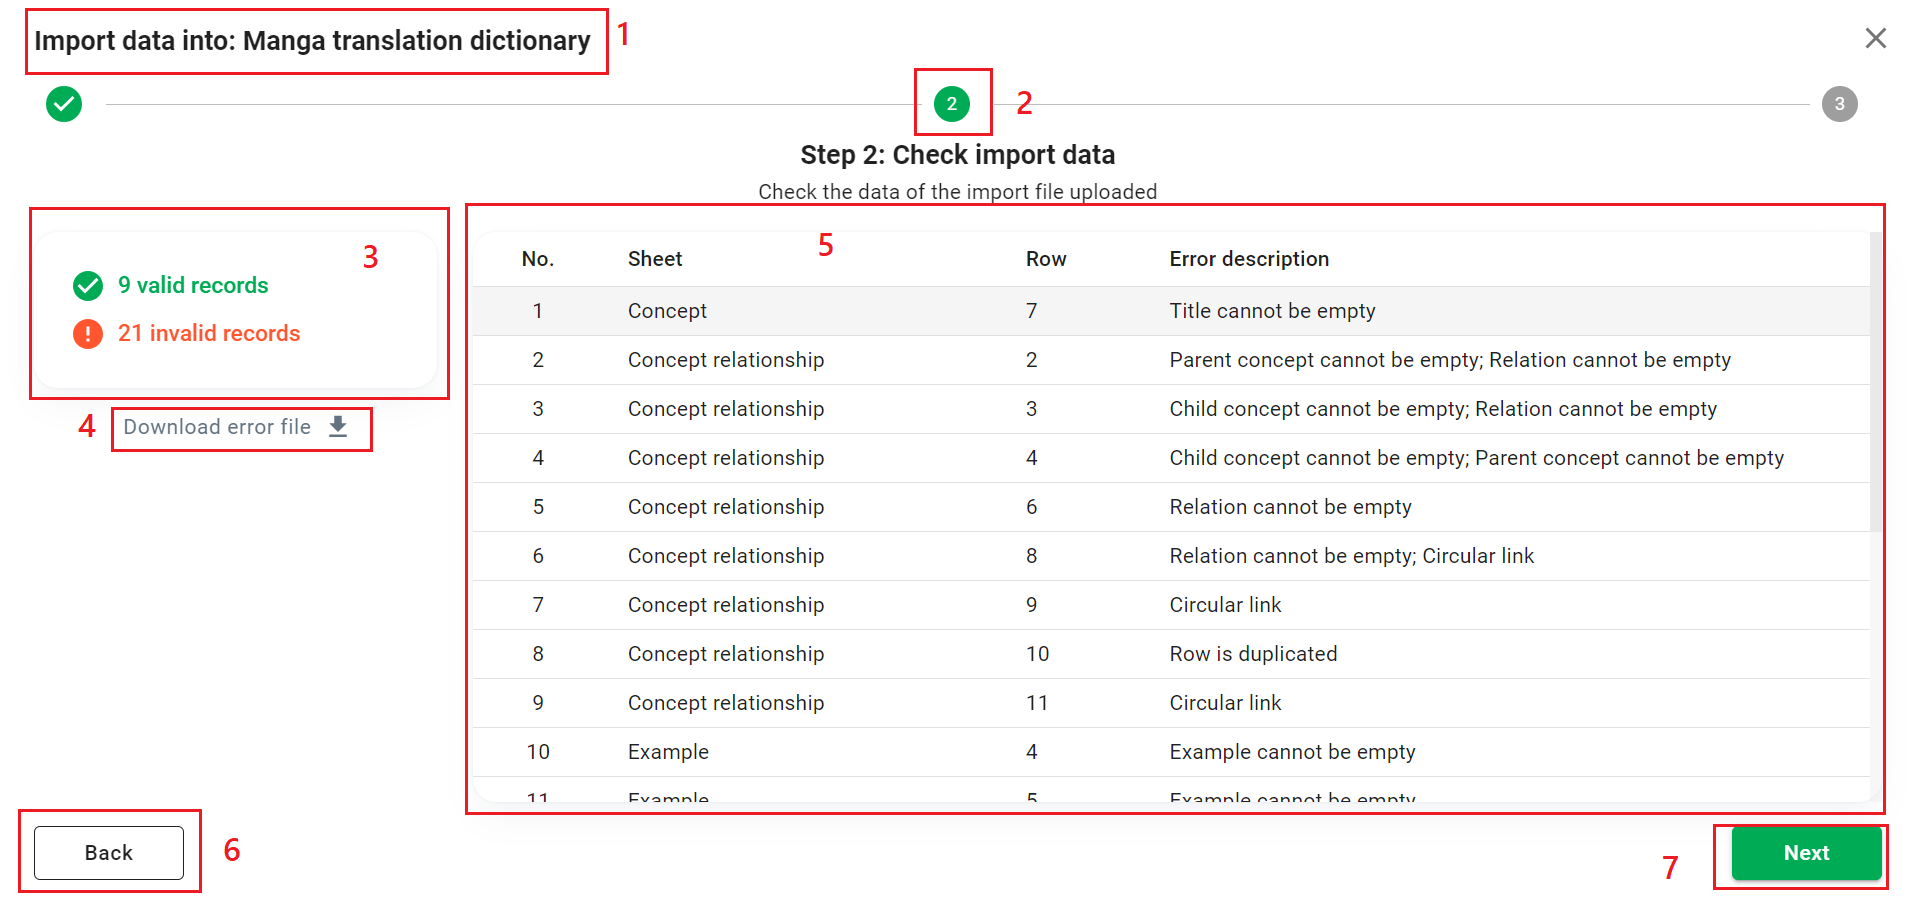 Import data into: Manga translation dictionary 1
2 2 3
Step 2: Check import data
Check the data of the import file uploaded
3
9 valid records
21 invalid records
4 Download error file
5
No. Sheet Row Error description
1 Concept 7 Title cannot be empty
2 Concept relationship 2 Parent concept cannot be empty; Relation cannot be empty
3 Concept relationship 3 Child concept cannot be empty; Relation cannot be empty
4 Concept relationship 4 Child concept cannot be empty; Parent concept cannot be empty
5 Concept relationship 6 Relation cannot be empty
6 Concept relationship 8 Relation cannot be empty; Circular link
7 Concept relationship 9 Circular link
8 Concept relationship 10 Row is duplicated
9 Concept relationship 11 Circular link
10 Example 4 Example cannot be empty
11 Example 5 Example cannot be empty
Back 6
7 Next